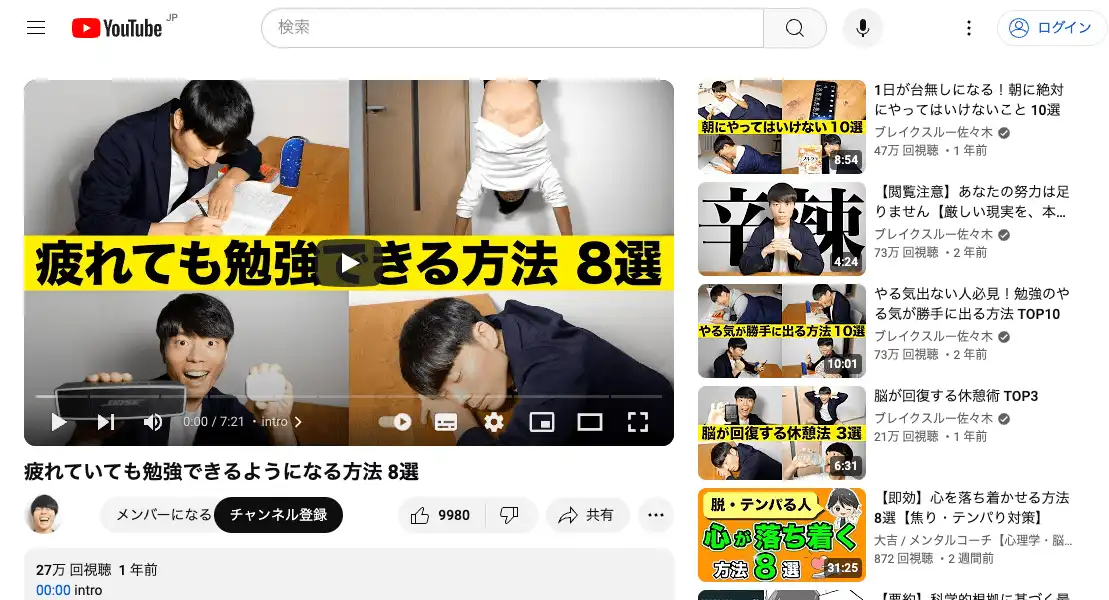 YouTube JP
検索
ログイン
疲れても勉強できる方法 8選
BOSE
0:00 / 7:21 ・intro
疲れていても勉強できるようになる方法 8選
メンバーになる
チャンネル登録
9980
共有
27万 回視聴 1 年前
00:00 intro
朝にやってはいけない10選
8:54
1日が台無しになる！朝に絶対
にやってはいけないこと 10選
ブレイクスルー佐々木
47万 回視聴 ・1 年前
辛辣
4:24
【閲覧注意】あなたの努力は足
りません【厳しい現実を、本...
ブレイクスルー佐々木
73万 回視聴 ・2 年前
やる気が勝手に出る方法10選
10:01
やる気出ない人必見！勉強のや
る気が勝手に出る方法 TOP10
ブレイクスルー佐々木
73万 回視聴 ・2 年前
脳が回復する休憩法 3選
6:31
脳が回復する休憩術 TOP3
ブレイクスルー佐々木
21万 回視聴 ・1 年前
脱・テンパる人
心が落ち着く
方法8選
31:25
【即効】心を落ち着かせる方法
8選【焦り・テンパり対策】
大吉 / メンタルコーチ【心理学・脳...
872 回視聴 ・2 週間前
【要約】科学的根拠に基づく最